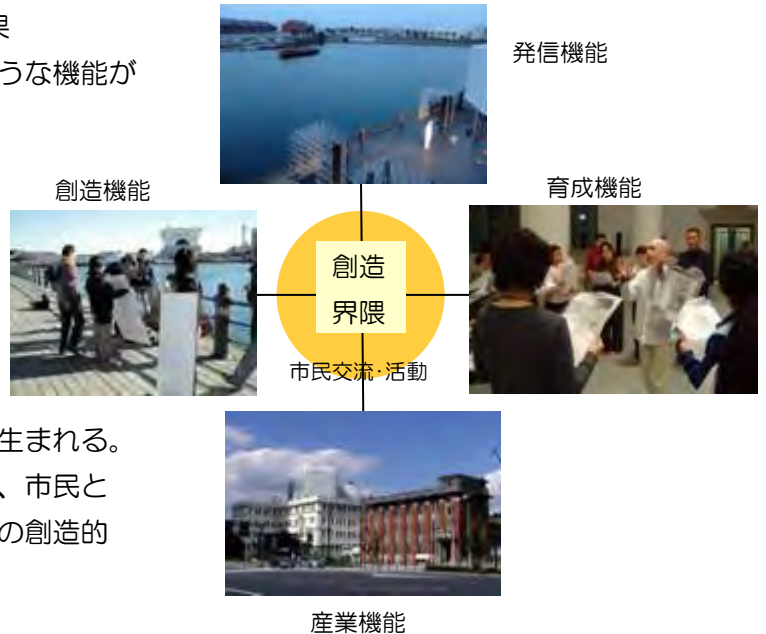 果
うな機能が
発信機能
創造機能
育成機能
創造
界隈
市民交流・活動
生まれる。
、市民と
の創造的
産業機能